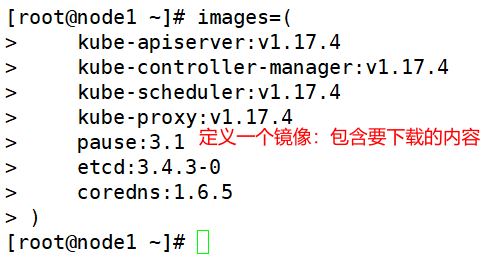 [root@node1 ~]# images=(
>     kube-apiserver:v1.17.4
>     kube-controller-manager:v1.17.4
>     kube-scheduler:v1.17.4
>     kube-proxy:v1.17.4
>     pause:3.1 定义一个镜像：包含要下载的内容
>     etcd:3.4.3-0
>     coredns:1.6.5
> )
[root@node1 ~]#